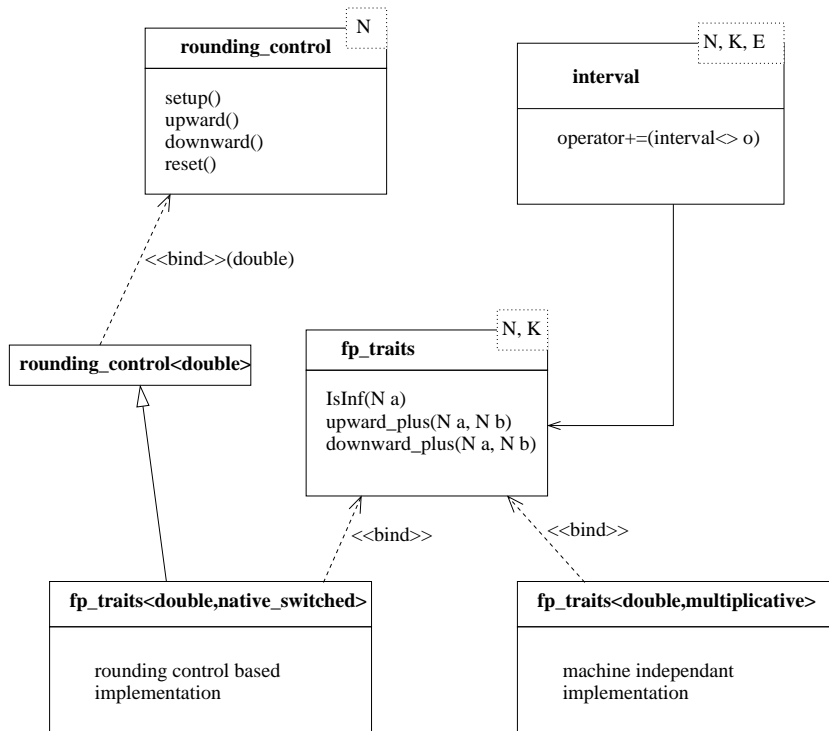 N
rounding_control
setup()
upward()
downward()
reset()
N, K, E
interval
operator+=(interval<> o)
<<bind>>(double)
rounding_control<double>
N, K
fp_traits
IsInf(N a)
upward_plus(N a, N b)
downward_plus(N a, N b)
<<bind>>
<<bind>>
fp_traits<double,native_switched>
rounding control based
implementation
fp_traits<double,multiplicative>
machine independant
implementation